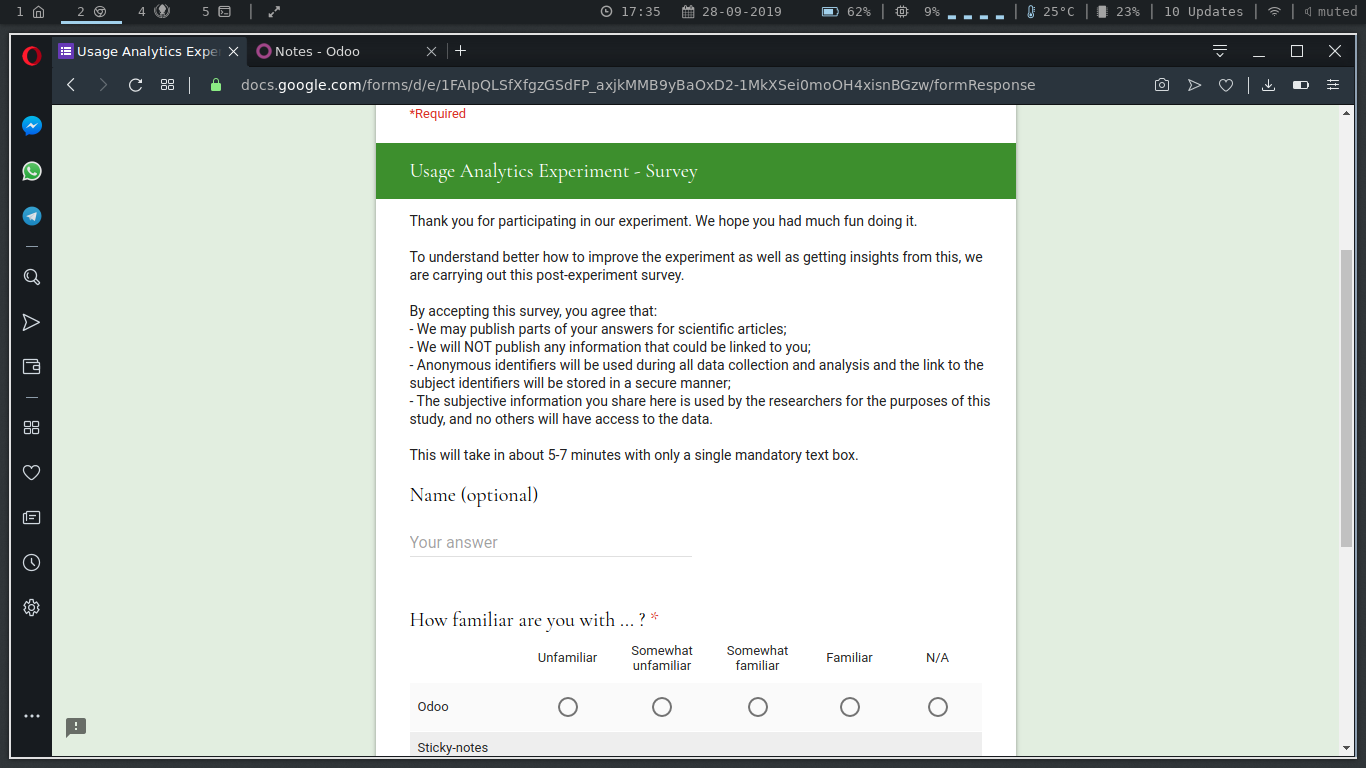 1 2 4 5 17:35 28-09-2019 62% 9% 25°C 23% 10 Updates muted
Usage Analytics Expe Notes - Odoo
docs.google.com/forms/d/e/1FAIpQLSfXfgzGSdFP_axjkMMB9yBaOxD2-1MkXSei0moOH4xisnBGzw/formResponse
*Required
Usage Analytics Experiment - Survey
Thank you for participating in our experiment. We hope you had much fun doing it.
To understand better how to improve the experiment as well as getting insights from this, we
are carrying out this post-experiment survey.
By accepting this survey, you agree that:
- We may publish parts of your answers for scientific articles;
- We will NOT publish any information that could be linked to you;
- Anonymous identifiers will be used during all data collection and analysis and the link to the
subject identifiers will be stored in a secure manner;
- The subjective information you share here is used by the researchers for the purposes of this
study, and no others will have access to the data.
This will take in about 5-7 minutes with only a single mandatory text box.
Name (optional)
Your answer
How familiar are you with ... ? *
Unfamiliar Somewhat unfamiliar Somewhat familiar Familiar N/A
Odoo
Sticky-notes